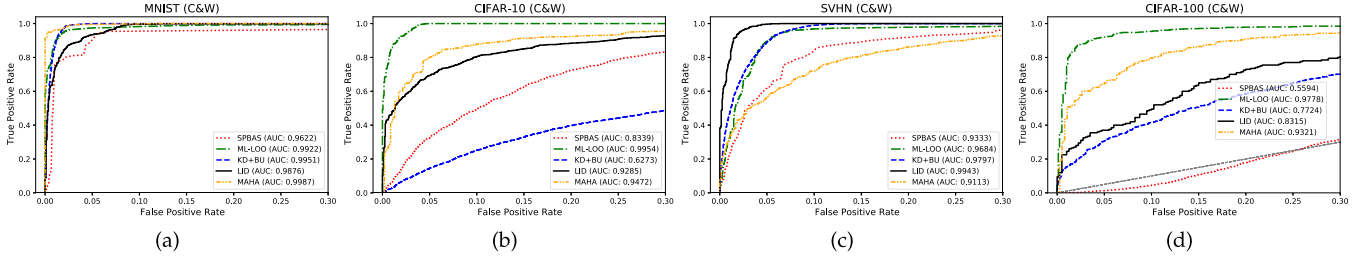 MNIST (C&W)
True Positive Rate
1.0
0.8
0.6
0.4
0.2
0.0
0.00 0.05 0.10 0.15 0.20 0.25 0.30
False Positive Rate
SPBAS (AUC: 0.9622)
ML-LOO (AUC: 0.9922)
KD+BU (AUC: 0.9951)
LID (AUC: 0.9876)
MAHA (AUC: 0.9987)
(a)
CIFAR-10 (C&W)
True Positive Rate
1.0
0.8
0.6
0.4
0.2
0.0
0.00 0.05 0.10 0.15 0.20 0.25 0.30
False Positive Rate
SPBAS (AUC: 0.8339)
ML-LOO (AUC: 0.9954)
KD+BU (AUC: 0.6273)
LID (AUC: 0.9285)
MAHA (AUC: 0.9472)
(b)
SVHN (C&W)
True Positive Rate
1.0
0.8
0.6
0.4
0.2
0.0
0.00 0.05 0.10 0.15 0.20 0.25 0.30
False Positive Rate
SPBAS (AUC: 0.9333)
ML-LOO (AUC: 0.9684)
KD+BU (AUC: 0.9797)
LID (AUC: 0.9943)
MAHA (AUC: 0.9113)
(c)
CIFAR-100 (C&W)
True Positive Rate
1.0
0.8
0.6
0.4
0.2
0.0
0.00 0.05 0.10 0.15 0.20 0.25 0.30
False Positive Rate
SPBAS (AUC: 0.5594)
ML-LOO (AUC: 0.9778)
KD+BU (AUC: 0.7724)
LID (AUC: 0.8315)
MAHA (AUC: 0.9321)
(d)